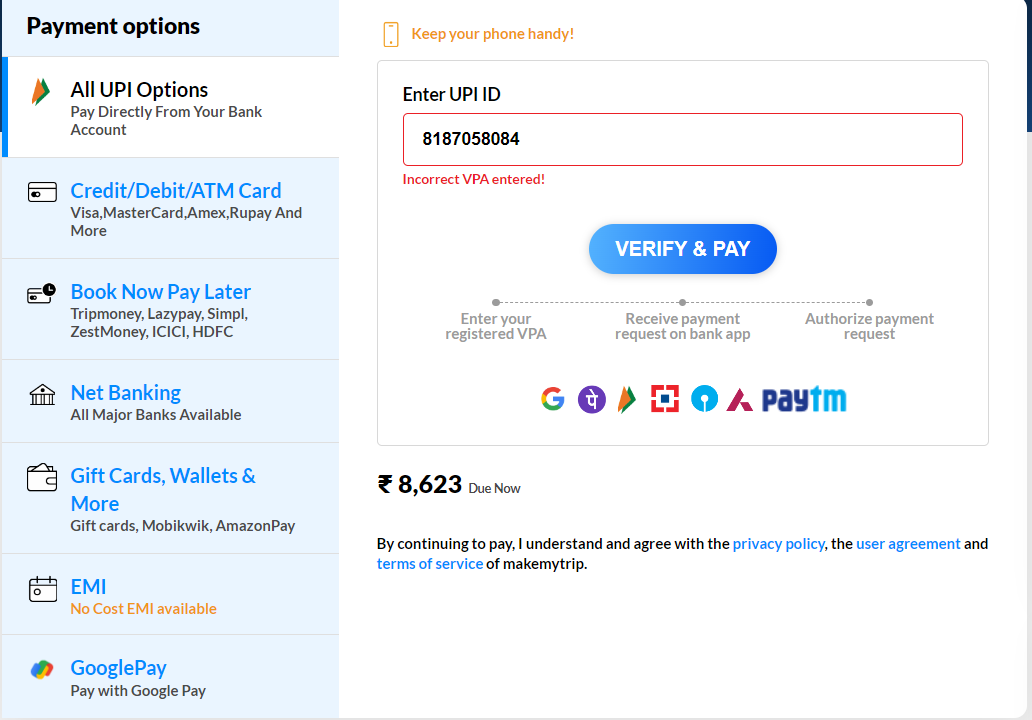 Payment options
All UPI Options
Pay Directly From Your Bank
Account
Credit/Debit/ATM Card
Visa,MasterCard,Amex,Rupay And
More
Book Now Pay Later
Tripmoney, Lazypay, Simpl,
ZestMoney, ICICI, HDFC
Net Banking
All Major Banks Available
Gift Cards, Wallets &
More
Gift cards, Mobikwik, AmazonPay
EMI
No Cost EMI available
GooglePay
Pay with Google Pay
Keep your phone handy!
Enter UPI ID
8187058084
Incorrect VPA entered!
VERIFY & PAY
Enter your
registered VPA
Receive payment
request on bank app
Authorize payment
request
G पे paytm
₹ 8,623 Due Now
By continuing to pay, I understand and agree with the privacy policy, the user agreement and
terms of service of makemytrip.